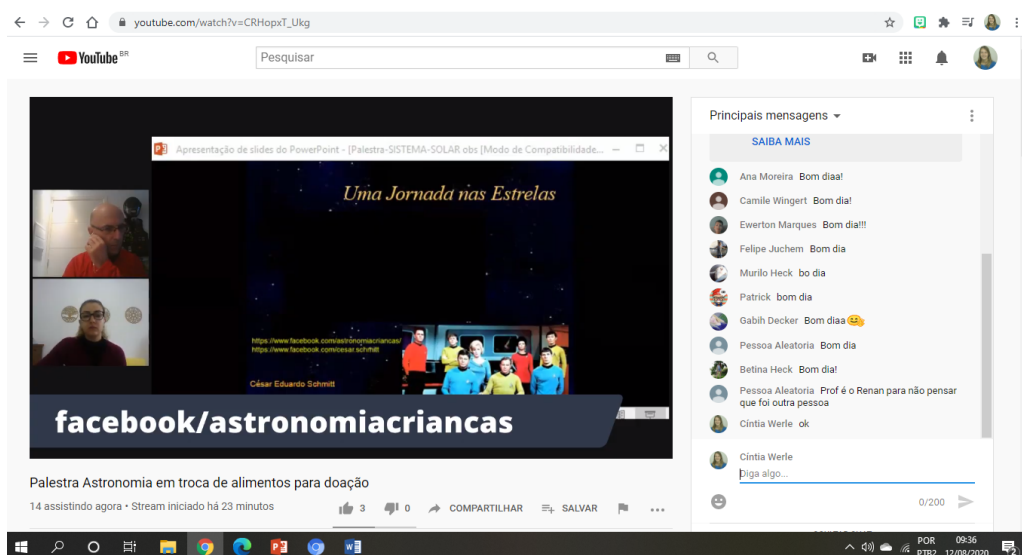 youtube.com/watch?v=CRHopxT_Ukg
YouTube BR
Pesquisar
Apresentação de slides do PowerPoint - [Palestra-SISTEMA-SOLAR obs [Modo de Compatibilidade...
Uma Jornada nas Estrelas
https://www.facebook.com/astronomiacriancas/
https://www.facebook.com/cesar.schmitt
César Eduardo Schmitt
facebook/astronomiacriancas
Palestra Astronomia em troca de alimentos para doação
14 assistindo agora • Stream iniciado há 23 minutos
3
0
COMPARTILHAR
SALVAR
Principais mensagens
SAIBA MAIS
Ana Moreira Bom diaa!
Camile Wingert Bom dia!
Ewerton Marques Bom dia!!!
Felipe Juchem Bom dia
Murilo Heck bo dia
Patrick bom dia
Gabih Decker Bom diaa
Pessoa Aleatoria Bom dia
Betina Heck Bom dia!
Pessoa Aleatoria Prof é o Renan para não pensar
que foi outra pessoa
Cíntia Werle ok
Cíntia Werle
Diga algo...
0/200
POR
PTB2
09:36
12/08/2020